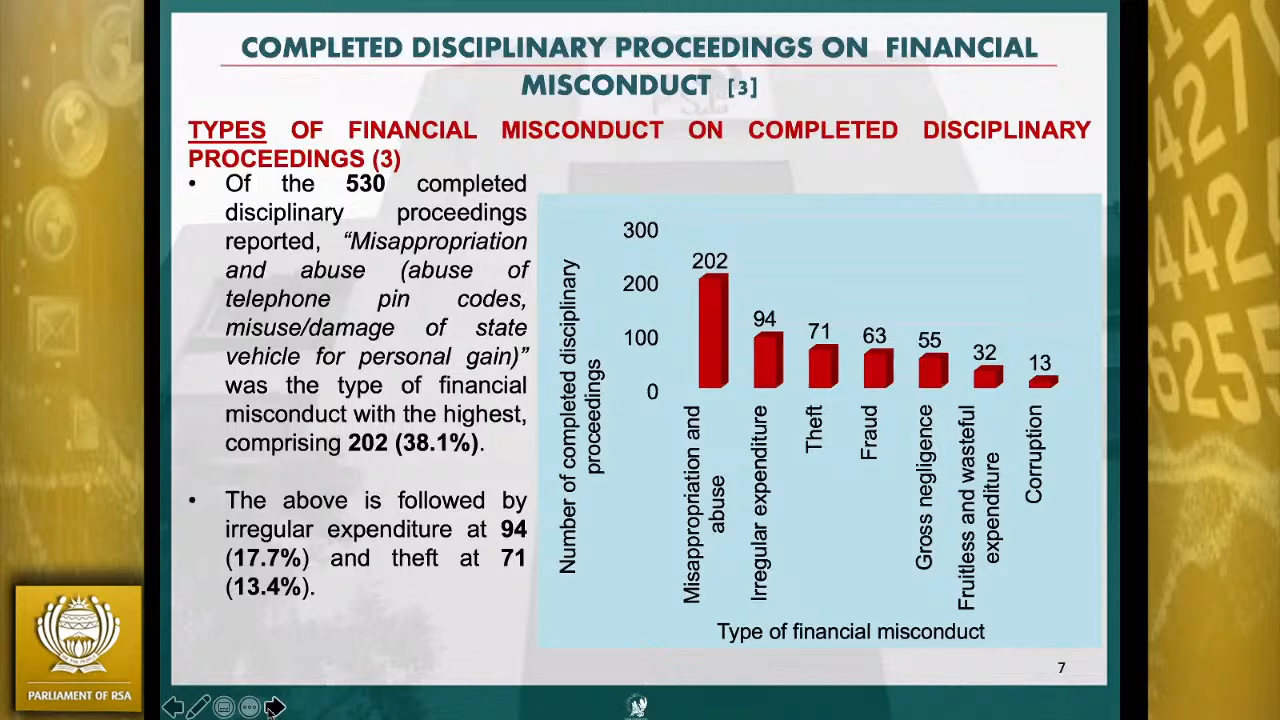 COMPLETED DISCIPLINARY PROCEEDINGS ON FINANCIAL
MISCONDUCT [3]
TYPES OF FINANCIAL MISCONDUCT ON COMPLETED DISCIPLINARY
PROCEEDINGS (3)
• Of the 530 completed
disciplinary proceedings
reported, “Misappropriation
and abuse (abuse of
telephone pin codes,
misuse/damage of state
vehicle for personal gain)”
was the type of financial
misconduct with the highest,
comprising 202 (38.1%).
• The above is followed by
irregular expenditure at 94
(17.7%) and theft at 71
(13.4%).
Number of completed disciplinary
proceedings
300
200
100
0
202
94
71
63
55
32
13
Misappropriation and
abuse
Irregular expenditure
Theft
Fraud
Gross negligence
Fruitless and wasteful
expenditure
Corruption
Type of financial misconduct
7
PARLIAMENT OF RSA
427
442
6255